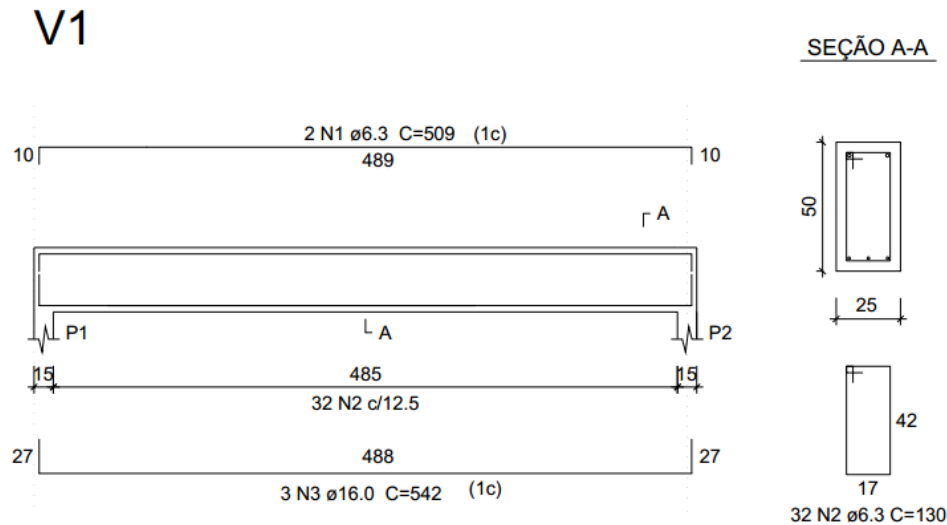 V1
SEÇÃO A-A
2 N1 ø6.3 C=509 (1c)
10
489
10
A
50
25
P1
A
P2
15
485
15
32 N2 c/12.5
42
27
488
27
3 N3 ø16.0 C=542 (1c)
17
32 N2 ø6.3 C=130